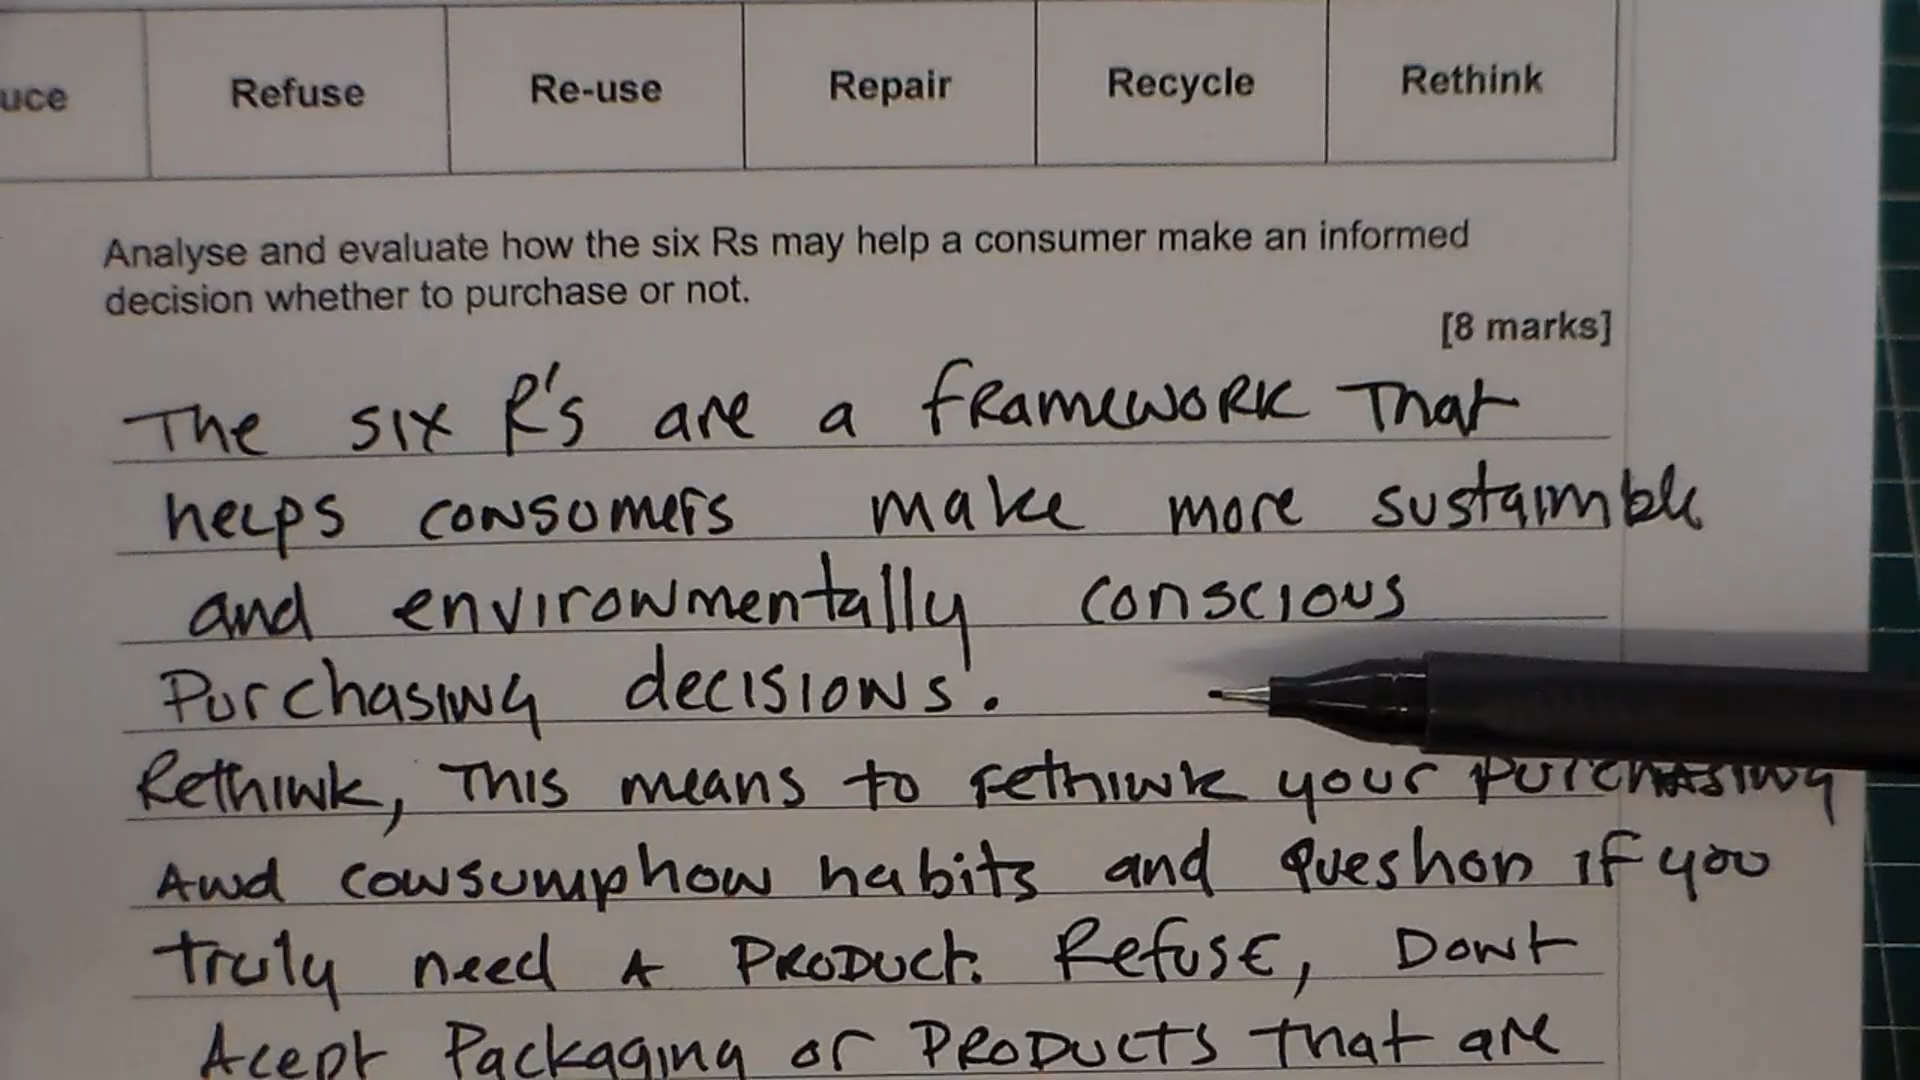 uce Refuse Re-use Repair Recycle Rethink
Analyse and evaluate how the six Rs may help a consumer make an informed
decision whether to purchase or not.
[8 marks]
The six R's are a framework That
helps consumers make more sustainable
and environmentally conscious
Purchasing decisions.
Rethink, This means to rethink your purchasing
And consumption habits and question if you
truly need A PRODUCT. Refuse, Dont
Acept Packaging or PRODUCTS that are